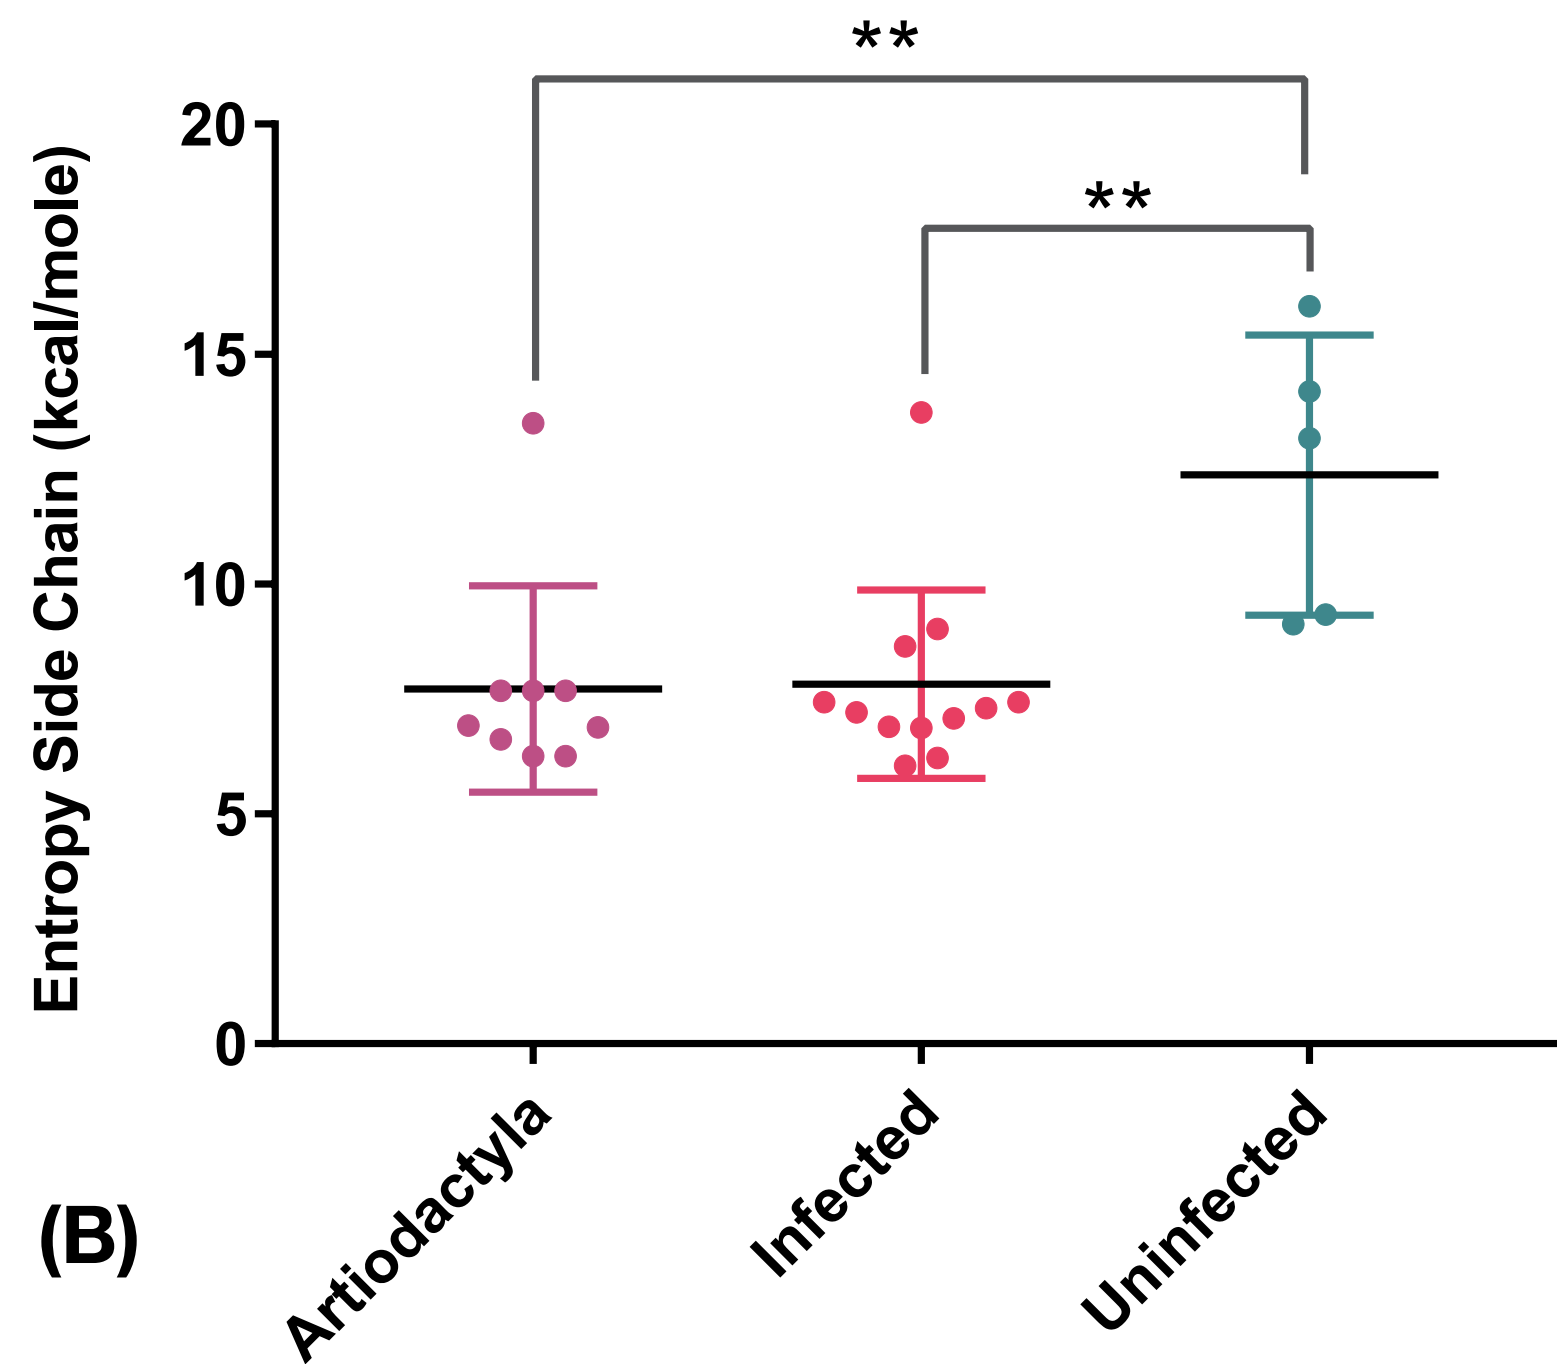 **
**
20
15
10
5
0
Entropy Side Chain (kcal/mole)
Artiodactyla
Infected
Uninfected
(B)